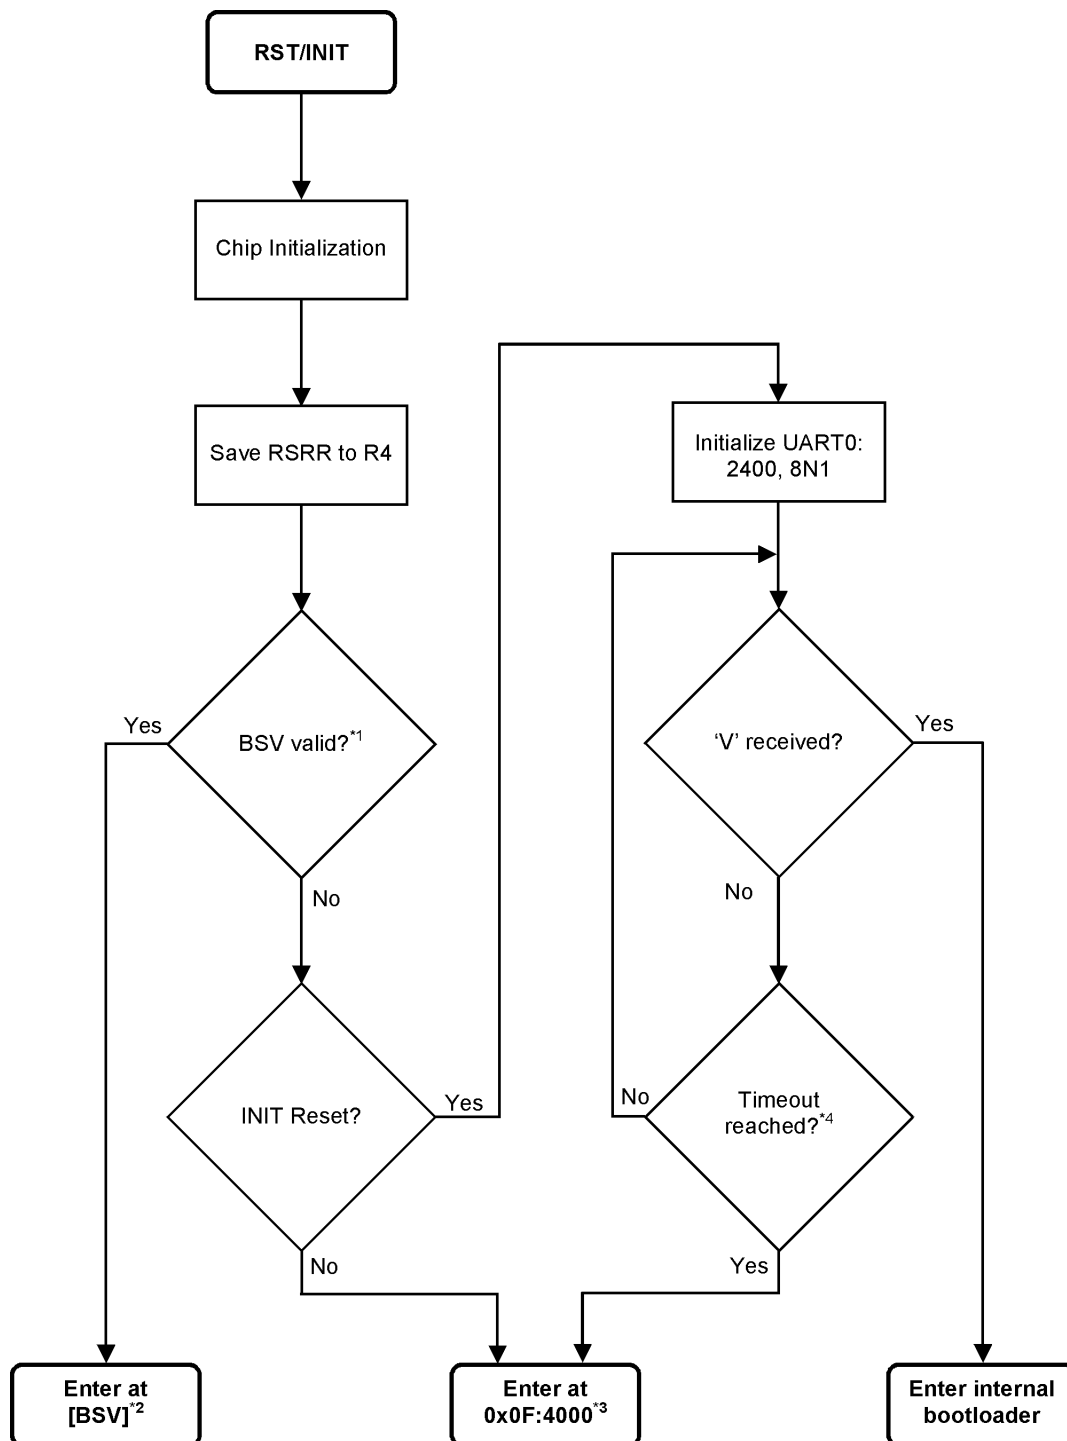 RST/INIT
Chip Initialization
Save RSRR to R4
Initialize UART0:
2400, 8N1
Yes
BSV valid?*1
No
'V' received?
Yes
No
INIT Reset?
Yes
No
No
Timeout
reached?*4
Yes
Enter at
[BSV]*2
Enter at
0x0F:4000*3
Enter internal
bootloader